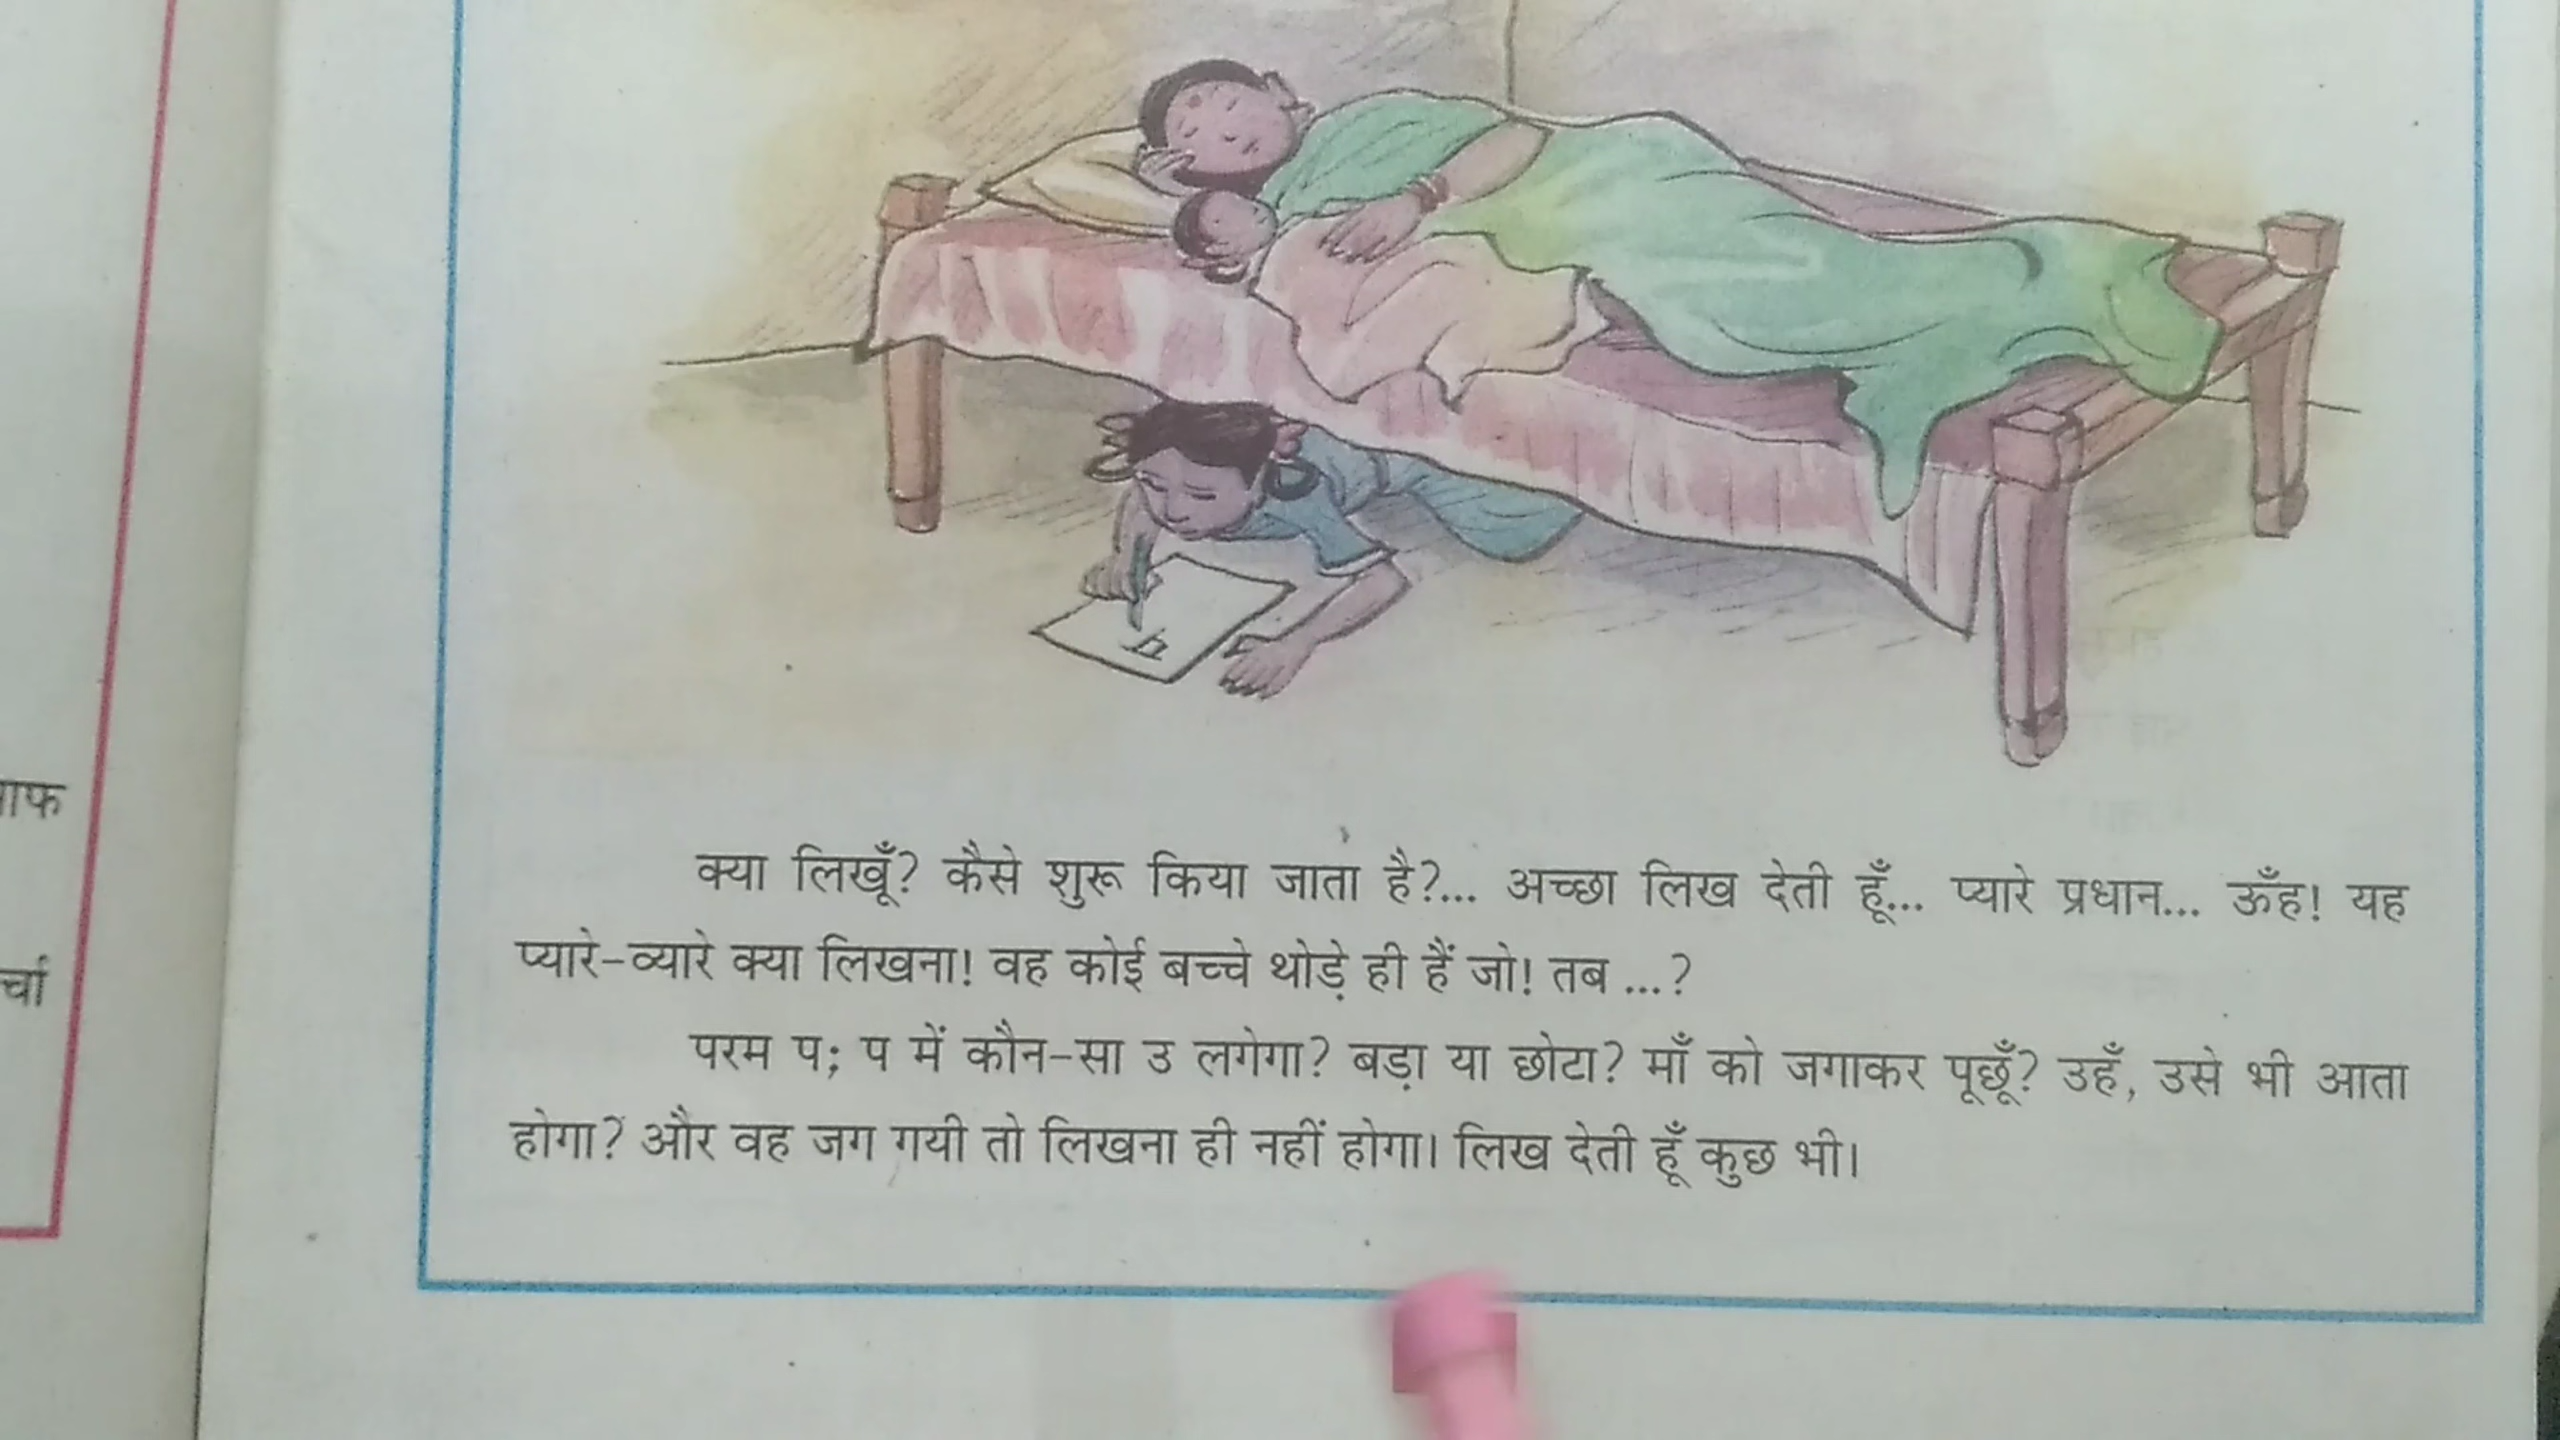 क्या लिखूँ? कैसे शुरू किया जाता है?... अच्छा लिख देती हूँ... प्यारे प्रधान... ऊँह! यह
प्यारे-व्यारे क्या लिखना! वह कोई बच्चे थोड़े ही हैं जो! तब ...?
परम प; प में कौन-सा उ लगेगा? बड़ा या छोटा? माँ को जगाकर पूछूँ? उहँ, उसे भी आता
होगा? और वह जग गयी तो लिखना ही नहीं होगा। लिख देती हूँ कुछ भी।